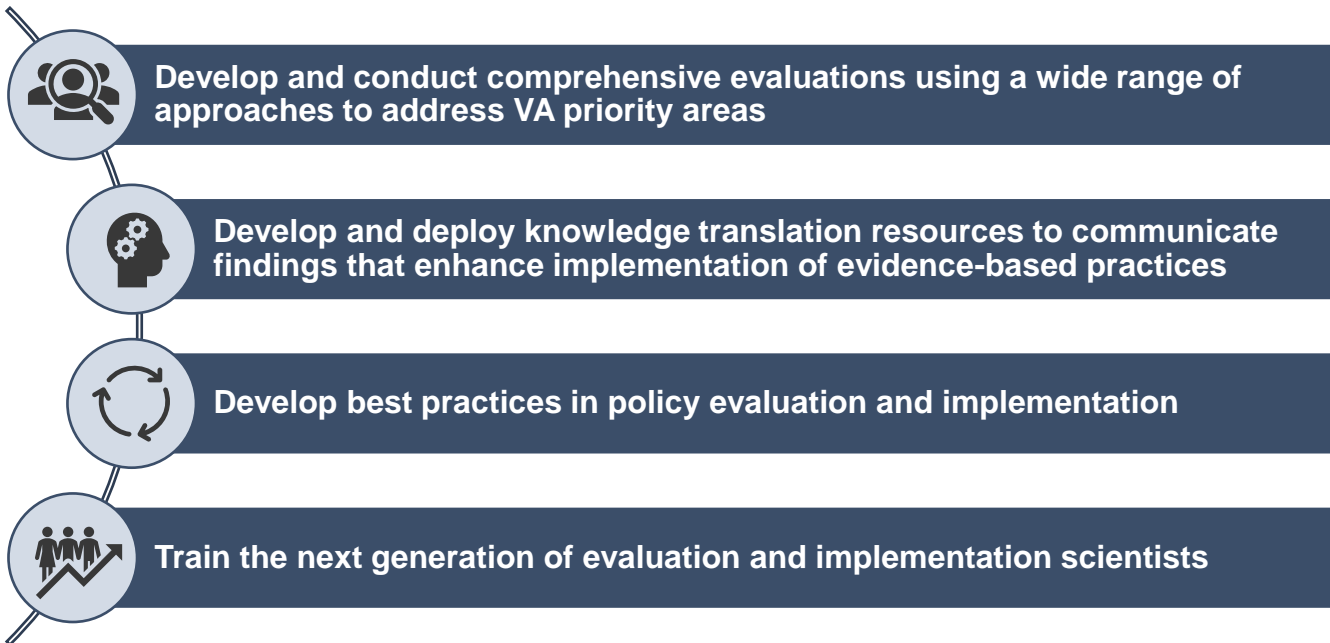 Develop and conduct comprehensive evaluations using a wide range of
approaches to address VA priority areas
Develop and deploy knowledge translation resources to communicate
findings that enhance implementation of evidence-based practices
Develop best practices in policy evaluation and implementation
Train the next generation of evaluation and implementation scientists